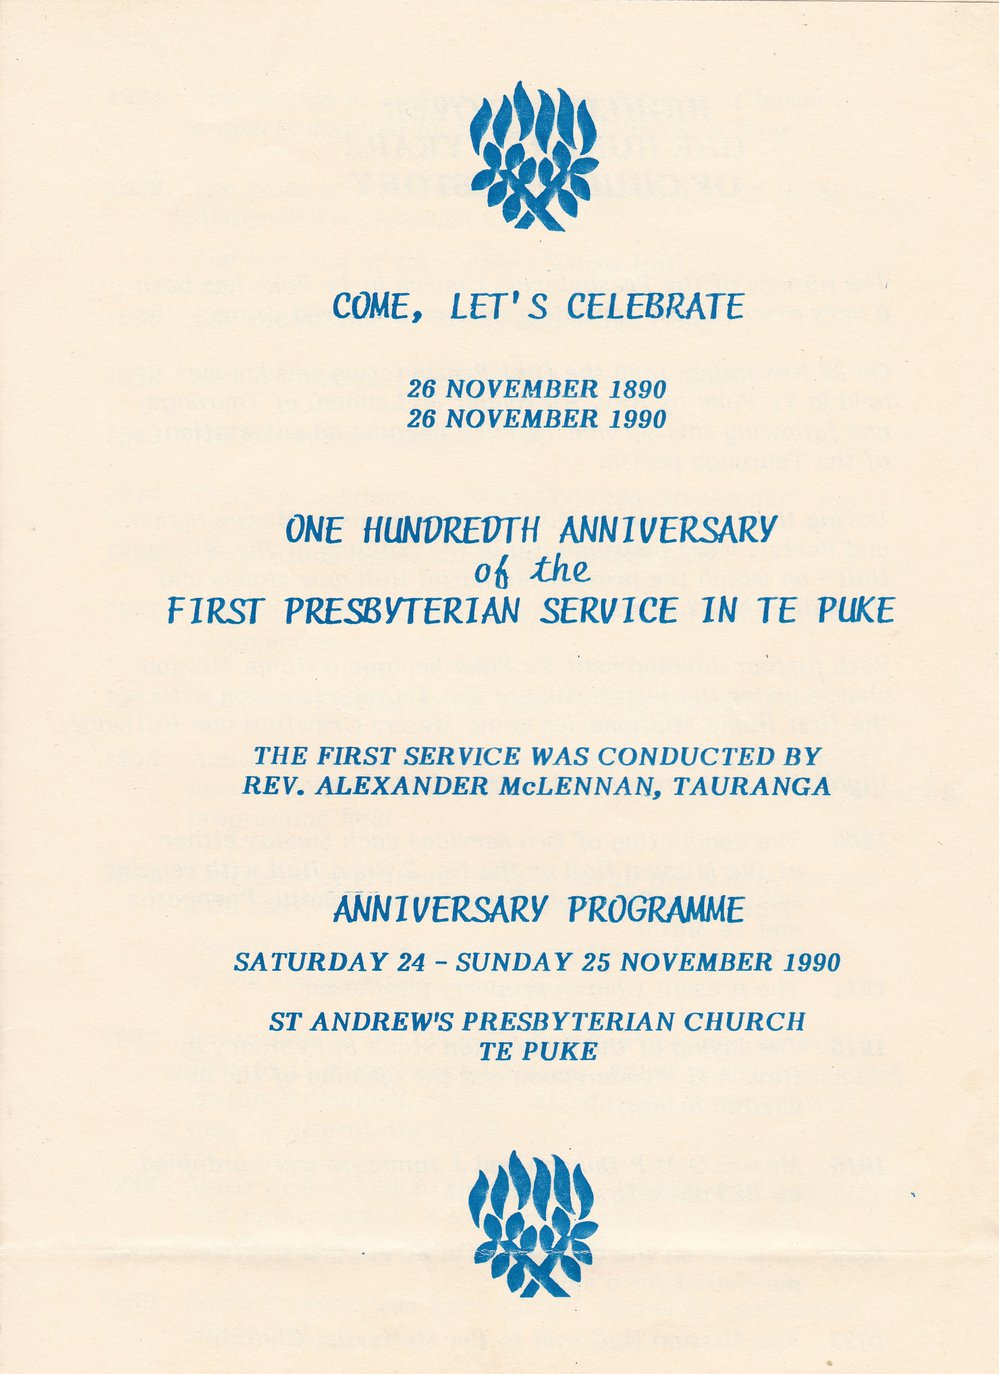 COME, LET'S CELEBRATE
26 NOVEMBER 1890
26 NOVEMBER 1990
ONE HUNDREDTH ANNIVERSARY
of the
FIRST PRESBYTERIAN SERVICE IN TE PUKE
THE FIRST SERVICE WAS CONDUCTED BY
REV. ALEXANDER McLENNAN, TAURANGA
ANNIVERSARY PROGRAMME
SATURDAY 24 - SUNDAY 25 NOVEMBER 1990
ST ANDREW'S PRESBYTERIAN CHURCH
TE PUKE